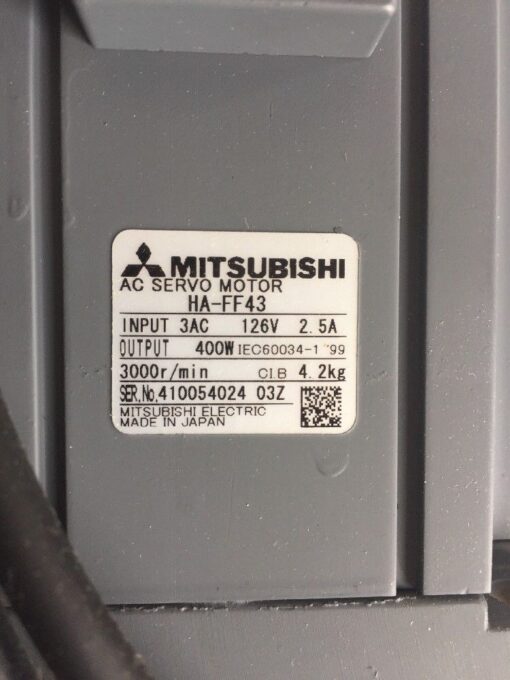 MITSUBISHI
AC SERVO MOTOR
HA-FF43
INPUT 3AC 126V 2.5A
OUTPUT 400W IEC60034-1 '99
3000r/min CI.B 4.2kg
SER.No.410054024 03Z
MITSUBISHI ELECTRIC
MADE IN JAPAN